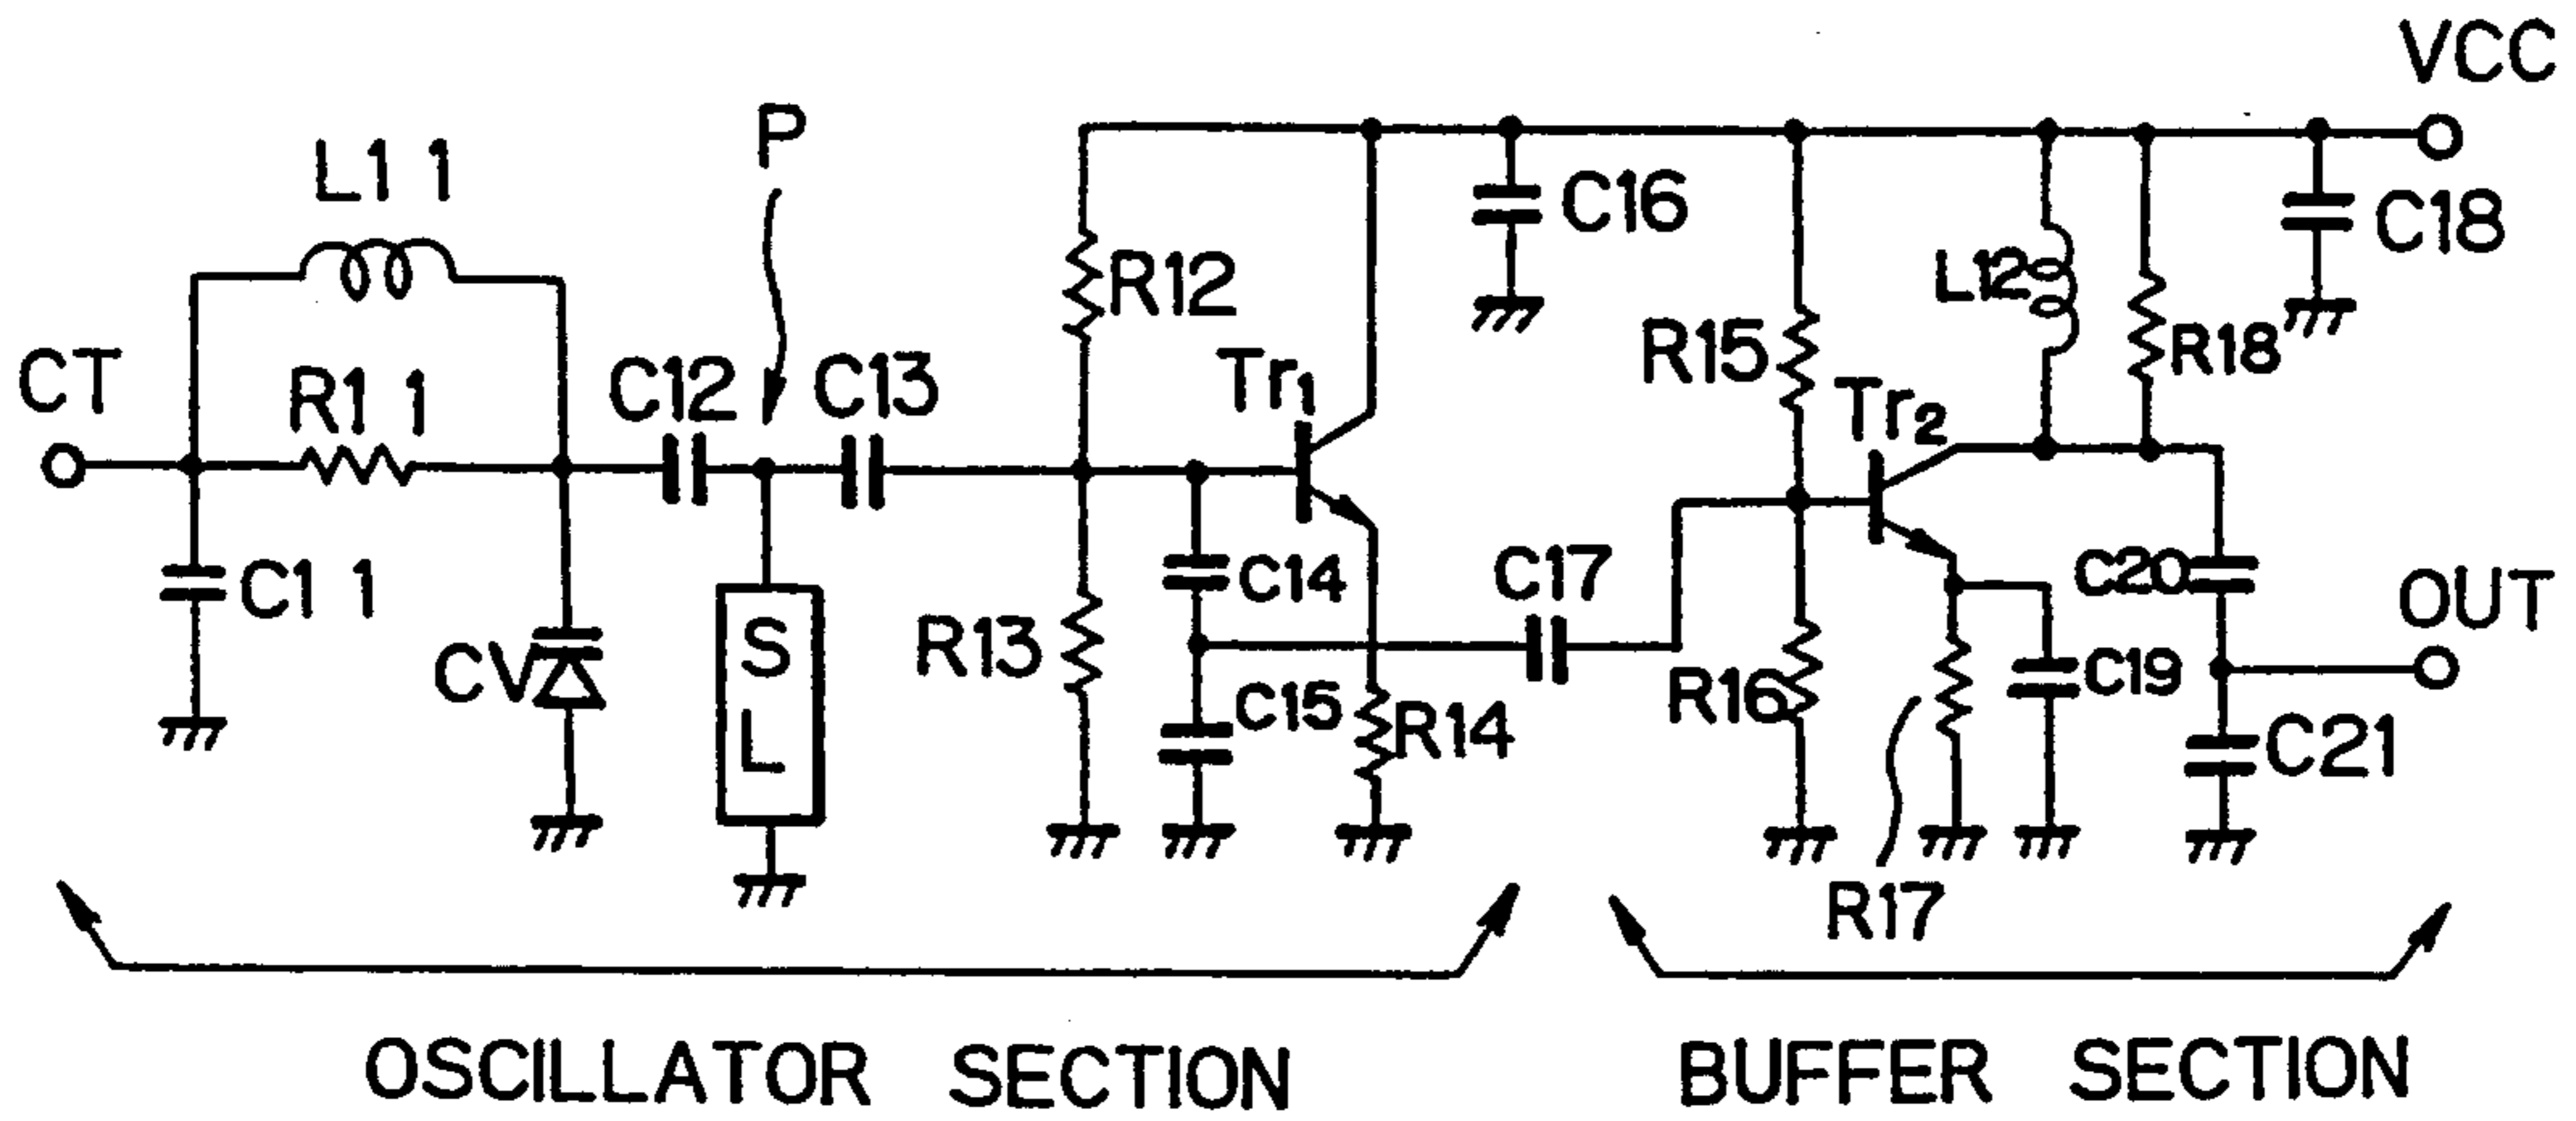 VCC
P
L11
C16
C18
R12
L12
R15
R18
CT
R11
C12
C13
Tr1
Tr2
C11
C14
C17
C20
OUT
CV
S
L
R13
C15
R14
R16
C19
C21
R17
OSCILLATOR SECTION
BUFFER SECTION